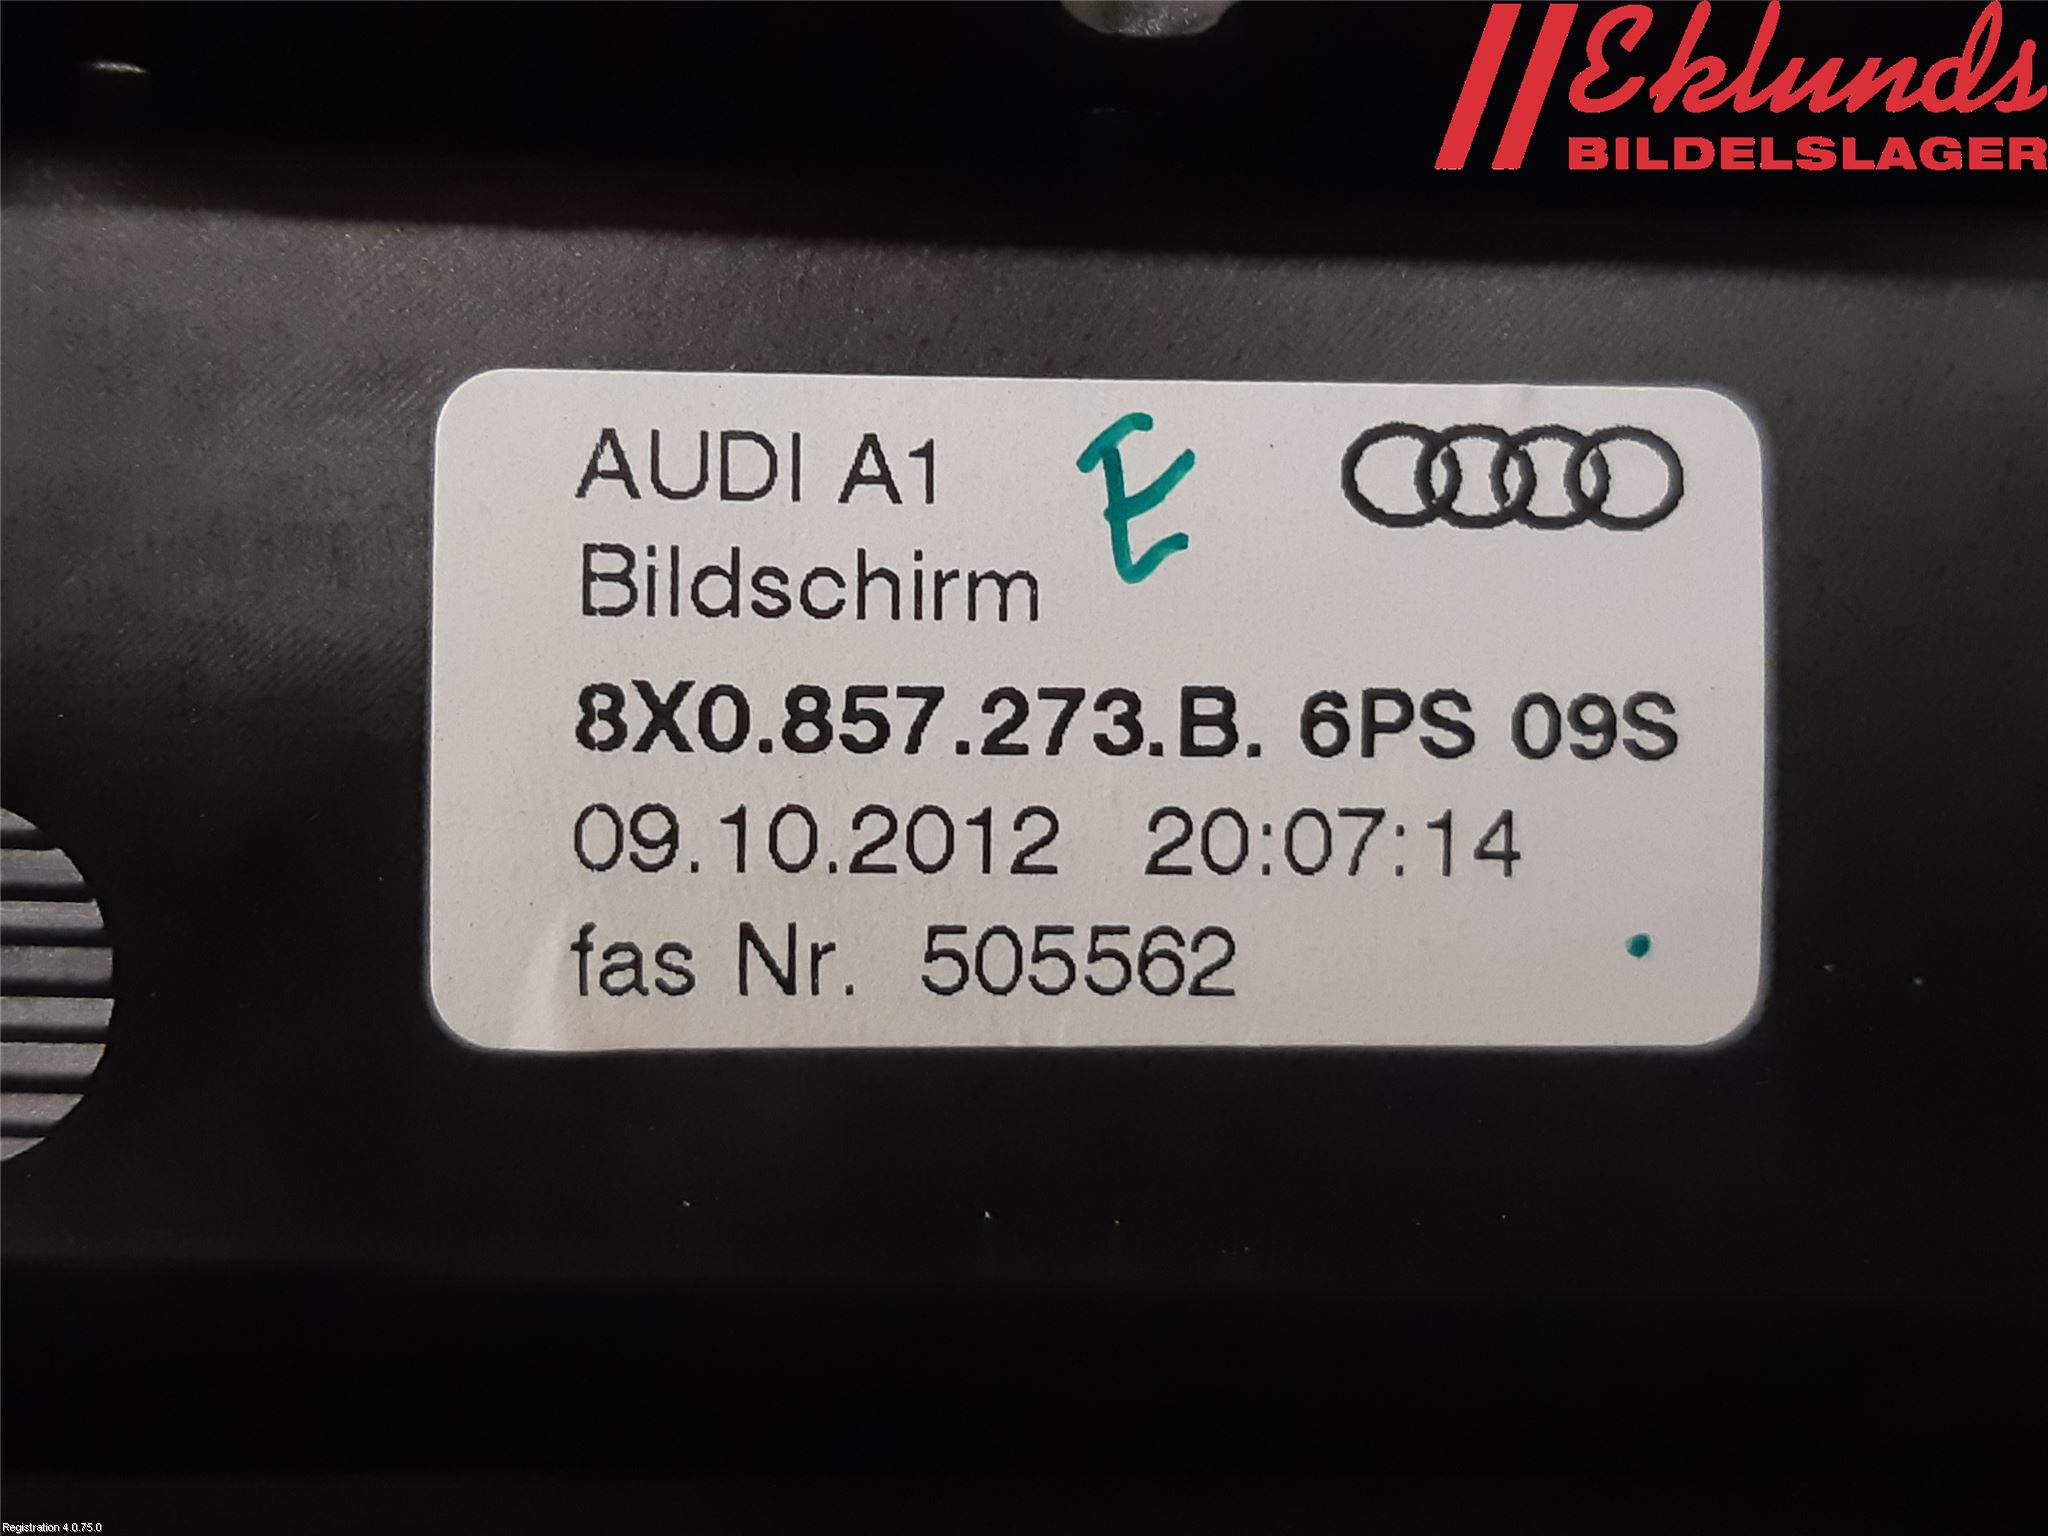 Eklunds
BILDELSLAGER
AUDI A1 E
Bildschirm
8X0.857.273.B. 6PS 09S
09.10.2012 20:07:14
fas Nr. 505562
Registration 4.0.75.0